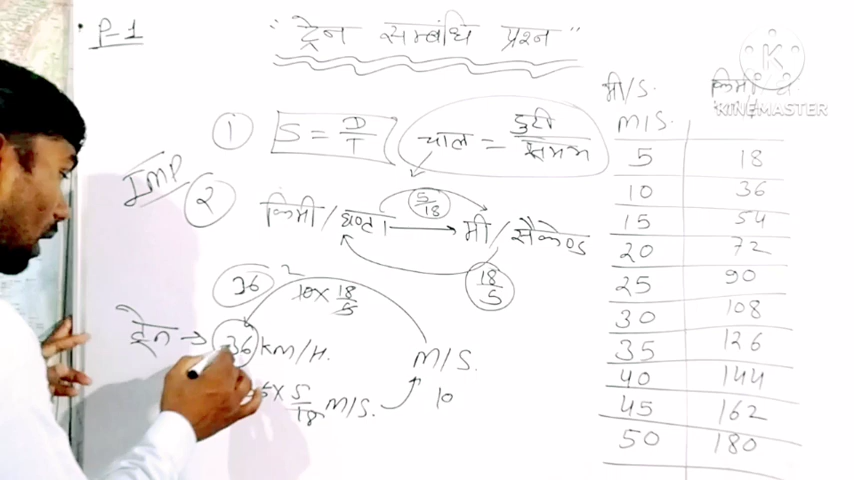 P-1
" ट्रेन सम्बंधि प्रश्न "
K
KINEMASTER
① S = D/T चाल = दुरी/समय
IMP
② किमी/घण्टा → मी/सैकेण्ड
5/18
18/5
36
10 × 18/5
2
ट्रेन → 36 km/H.
M/S.
× 5/18 M/S.
10
मी/S. किमी
M/S.
5 18
10 36
15 54
20 72
25 90
30 108
35 126
40 144
45 162
50 180